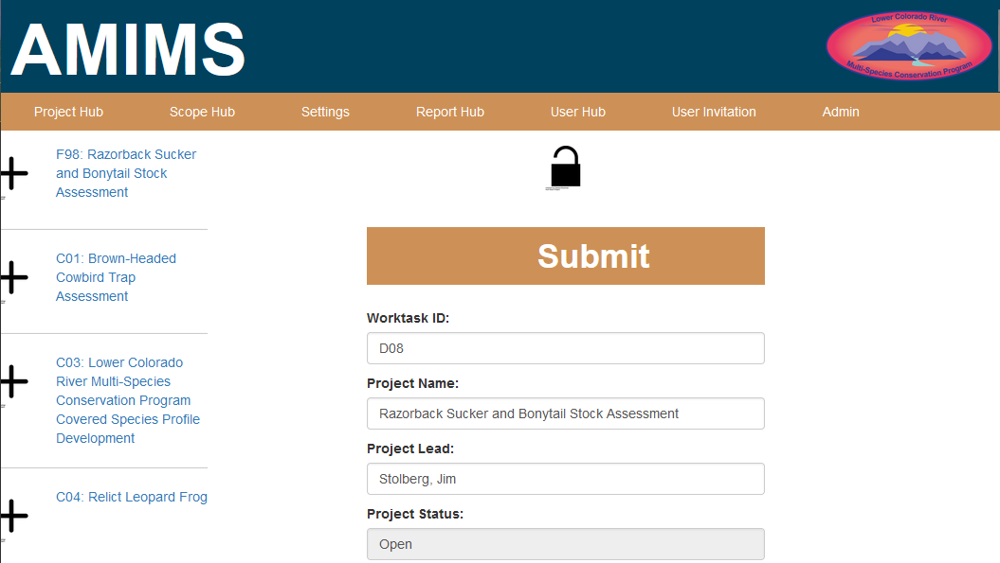 AMIMS
Lower Colorado River
Multi-Species Conservation Program
Project Hub
Scope Hub
Settings
Report Hub
User Hub
User Invitation
Admin
F98: Razorback Sucker
and Bonytail Stock
Assessment
C01: Brown-Headed
Cowbird Trap
Assessment
C03: Lower Colorado
River Multi-Species
Conservation Program
Covered Species Profile
Development
C04: Relict Leopard Frog
Submit
Worktask ID:
D08
Project Name:
Razorback Sucker and Bonytail Stock Assessment
Project Lead:
Stolberg, Jim
Project Status:
Open